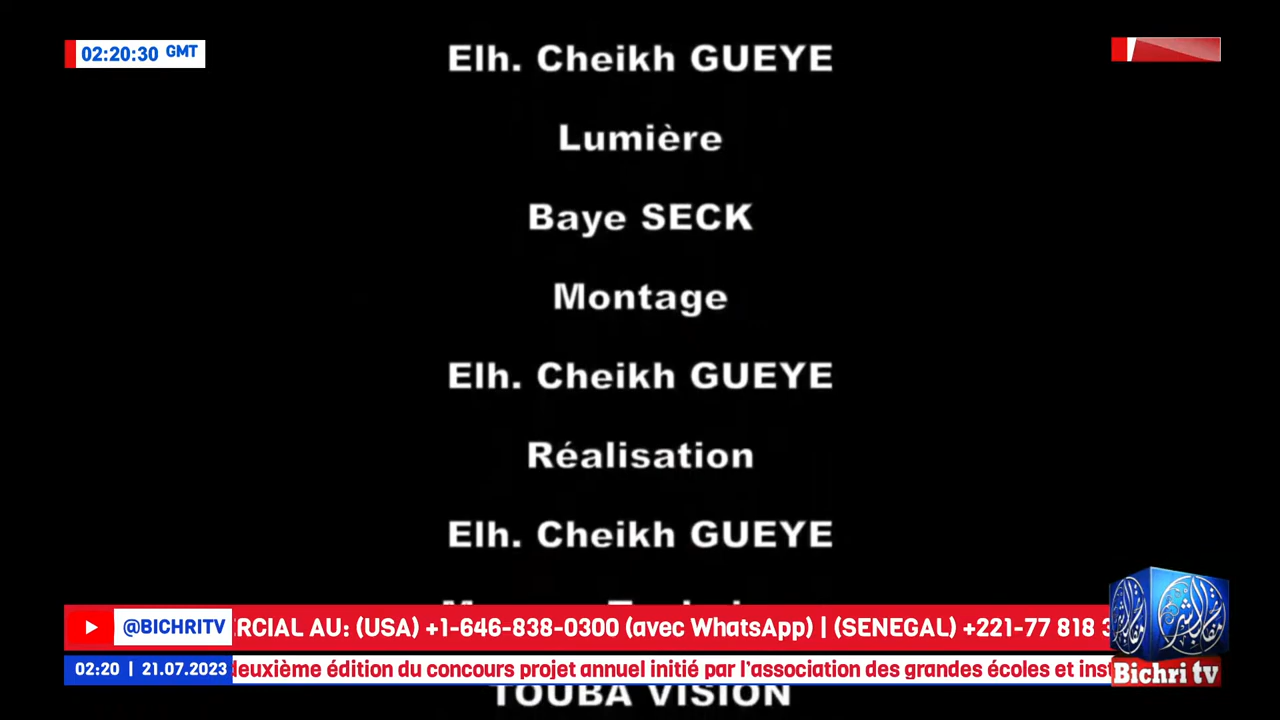 02:20:30 GMT
Elh. Cheikh GUEYE
Lumière
Baye SECK
Montage
Elh. Cheikh GUEYE
Réalisation
Elh. Cheikh GUEYE
@BICHRITV
ERCIAL AU: (USA) +1-646-838-0300 (avec WhatsApp) | (SENEGAL) +221-77 818 3
Bichri tv
02:20 | 21.07.2023
deuxième édition du concours projet annuel initié par l'association des grandes écoles et inst
TOUBA VISION